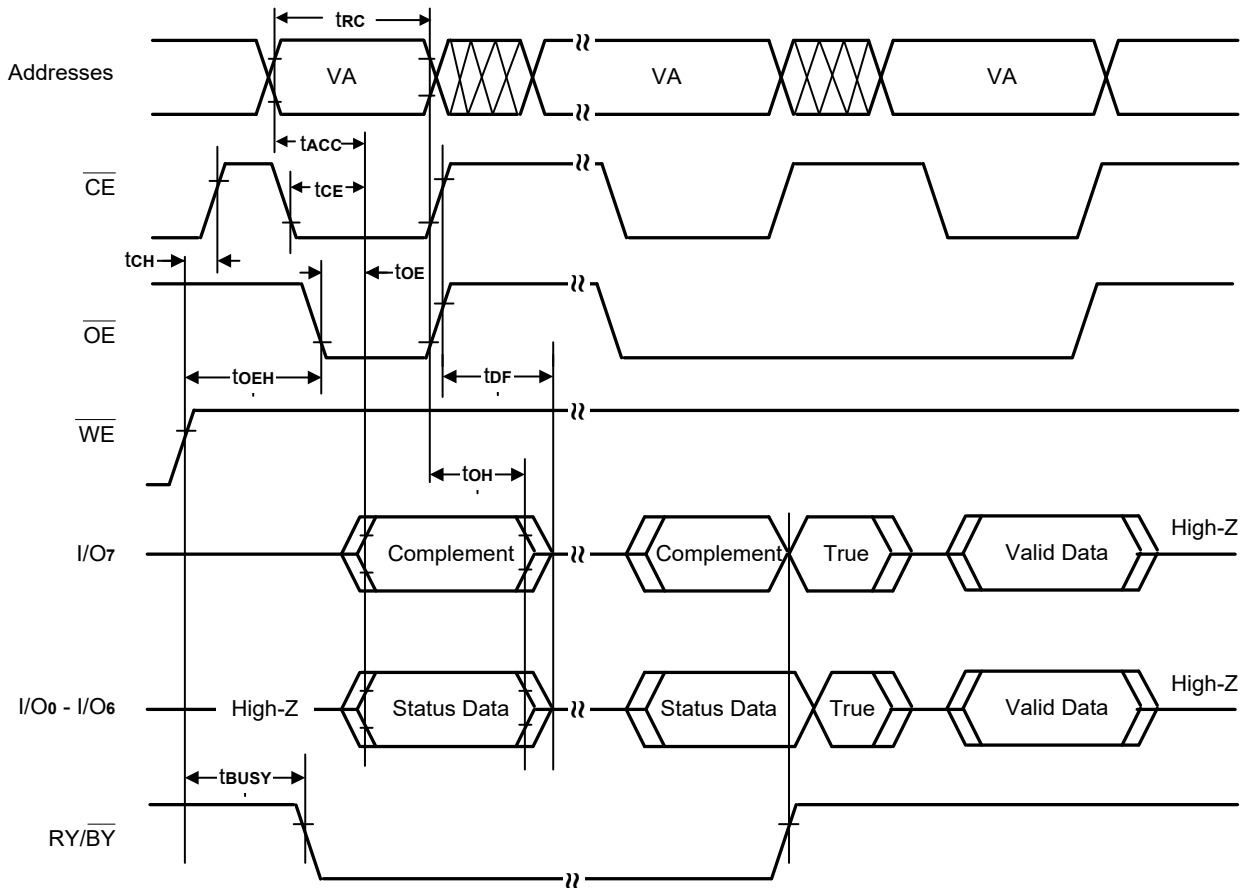 tRC
Addresses VA VA VA
tACC
CE tCE
tCH tOE
OE
tOEH tDF
WE
tOH
I/O7 Complement Complement True Valid Data High-Z
I/O0 - I/O6 High-Z Status Data Status Data True Valid Data High-Z
tBUSY
RY/BY